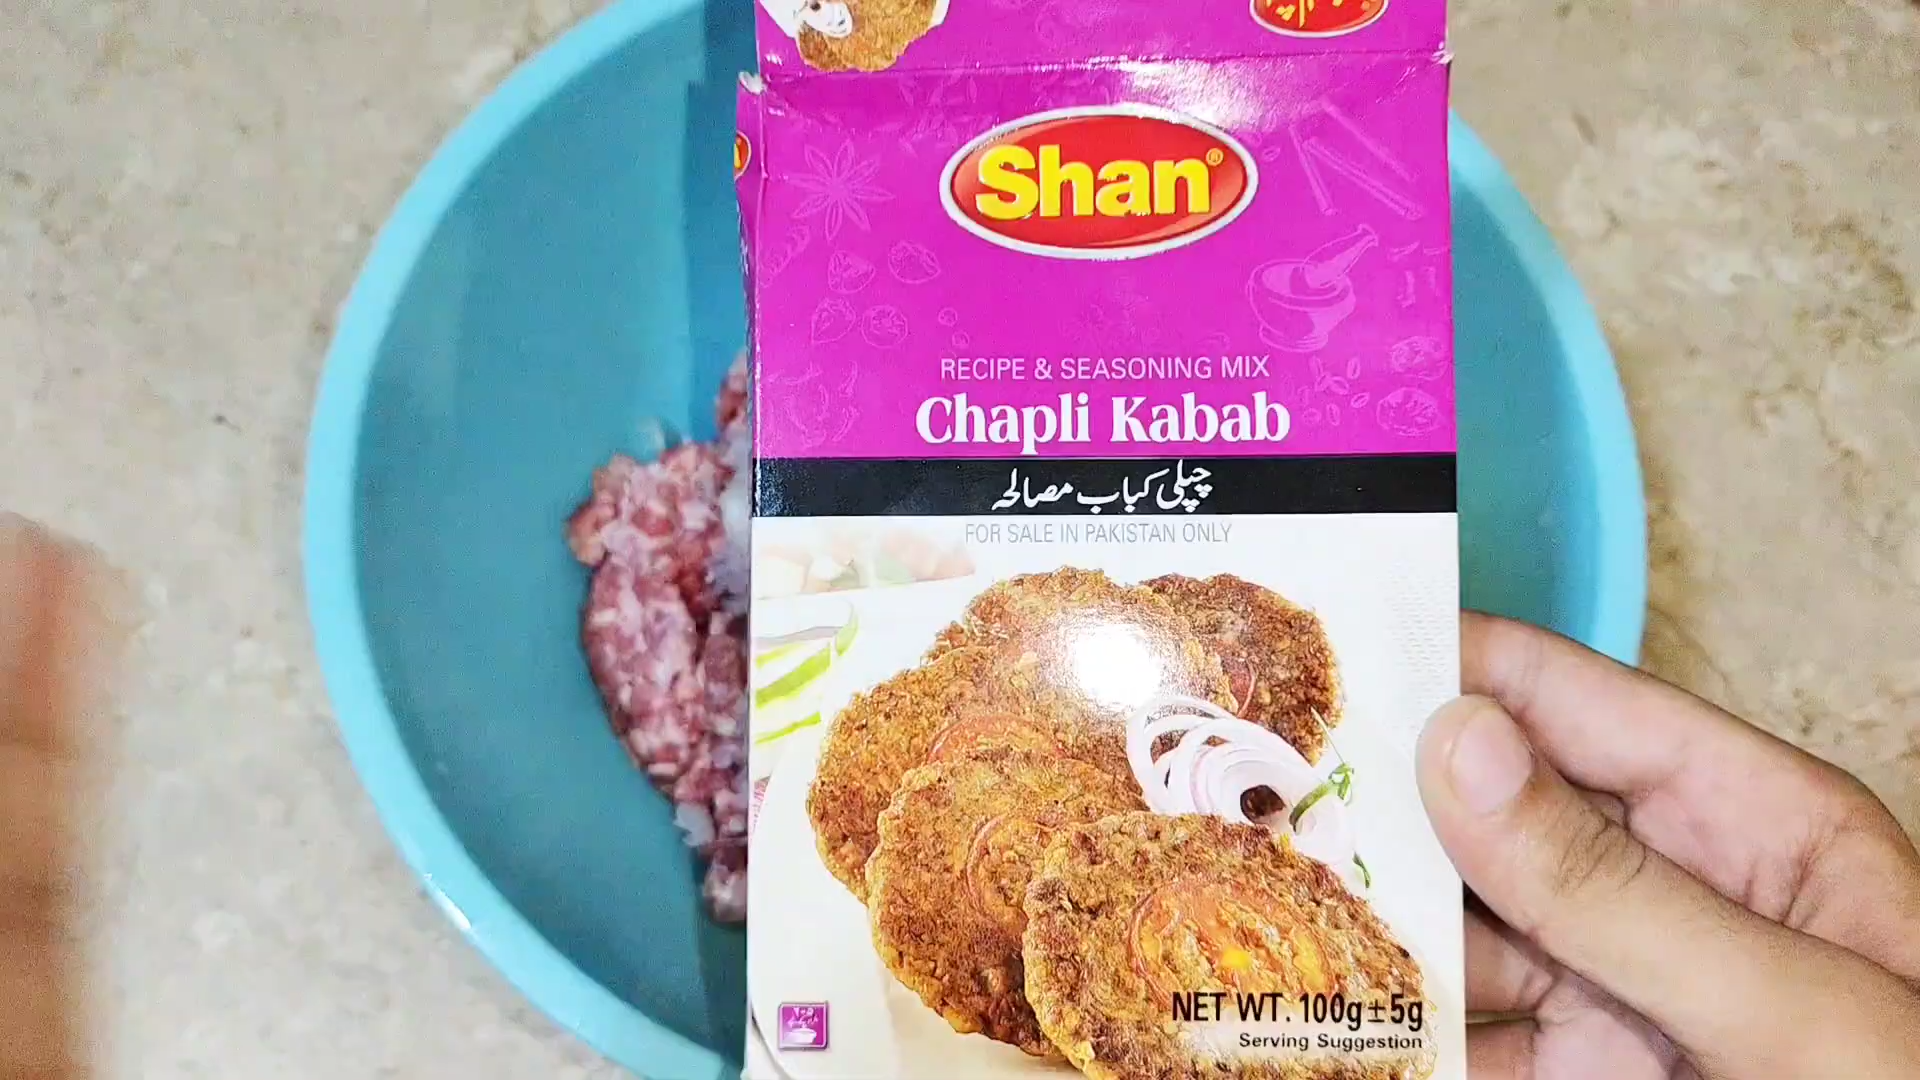 Shan®
RECIPE & SEASONING MIX
Chapli Kabab
چپلی کباب مصالحہ
FOR SALE IN PAKISTAN ONLY
NET WT. 100g±5g
Serving Suggestion